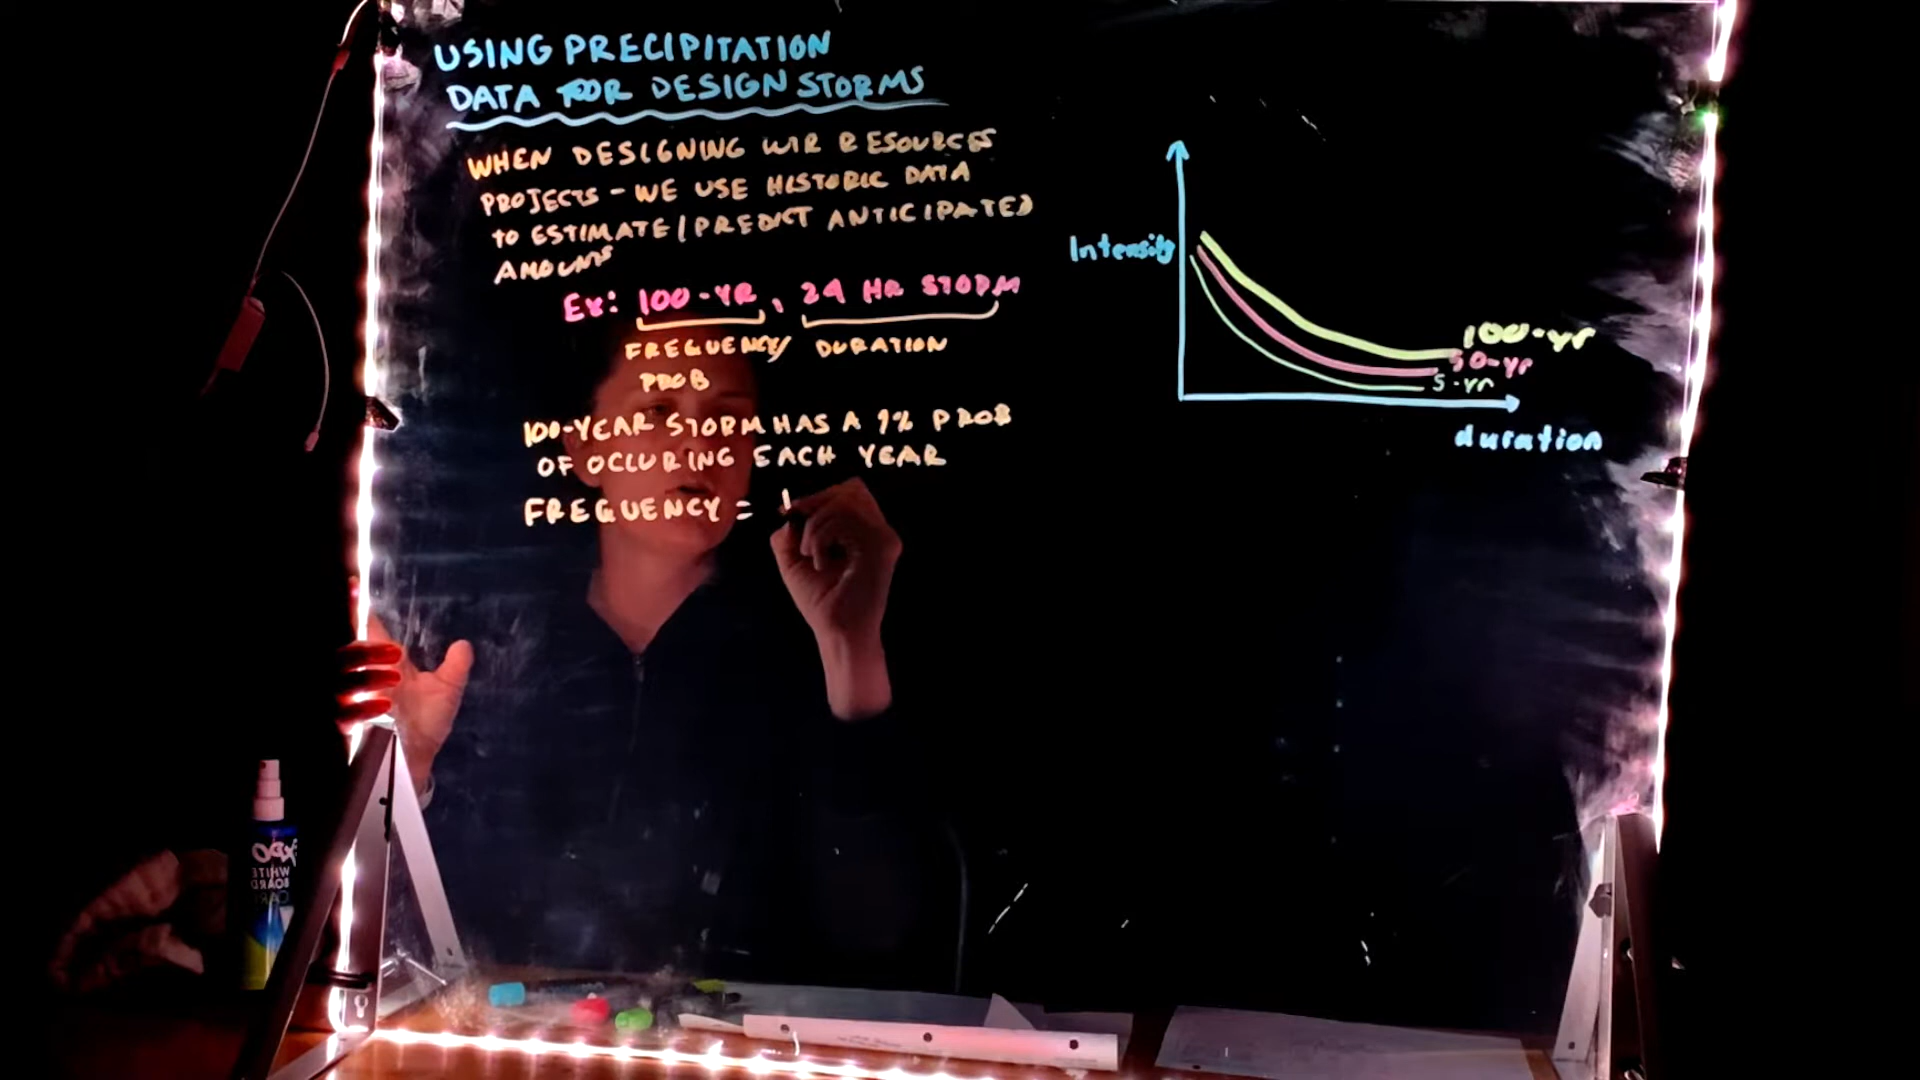 USING PRECIPITATION
DATA FOR DESIGN STORMS
WHEN DESIGNING WTR RESOURCES
PROJECTS - WE USE HISTORIC DATA
TO ESTIMATE / PREDICT ANTICIPATED
AMOUNTS
Ex: 100-YR, 24 HR STORM
FREQUENCY/ DURATION
PROB
100-YEAR STORM HAS A 1% PROB
OF OCCURING EACH YEAR
FREQUENCY = 1
Intensity
100-yr
50-yr
5-yr
duration
EXPO
WHITE
BOARD